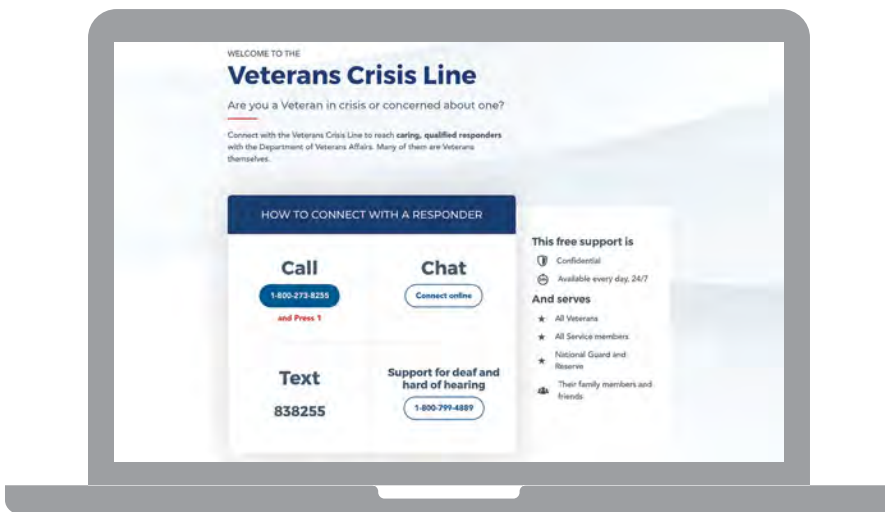 WELCOME TO THE
Veterans Crisis Line
Are you a Veteran in crisis or concerned about one?
Connect with the Veterans Crisis Line to reach caring, qualified responders
with the Department of Veterans Affairs. Many of them are Veterans
themselves.
HOW TO CONNECT WITH A RESPONDER
Call
1-800-273-8255
and Press 1
Chat
Connect online
Text
838255
Support for deaf and
hard of hearing
1-800-799-4889
This free support is
Confidential
Available every day, 24/7
And serves
All Veterans
All Service members
National Guard and
Reserve
Their family members and
friends